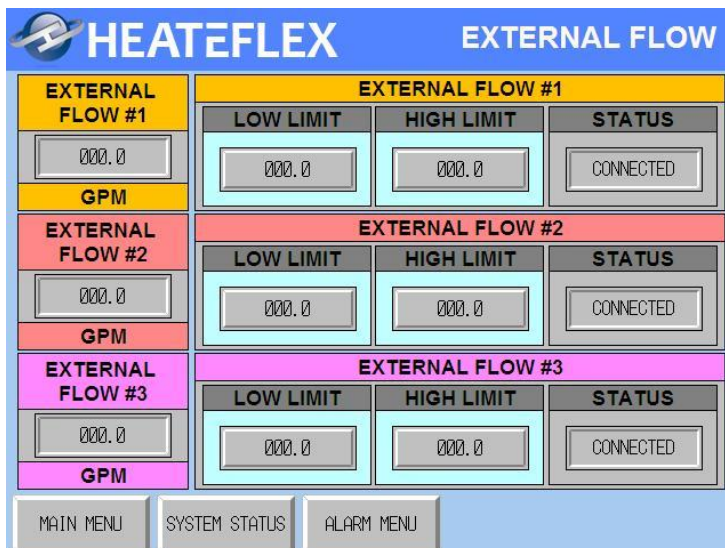 HEATEFLEX EXTERNAL FLOW
EXTERNAL
FLOW #1
000.0
GPM
EXTERNAL FLOW #1
LOW LIMIT HIGH LIMIT STATUS
000.0 000.0 CONNECTED
EXTERNAL
FLOW #2
000.0
GPM
EXTERNAL FLOW #2
LOW LIMIT HIGH LIMIT STATUS
000.0 000.0 CONNECTED
EXTERNAL
FLOW #3
000.0
GPM
EXTERNAL FLOW #3
LOW LIMIT HIGH LIMIT STATUS
000.0 000.0 CONNECTED
MAIN MENU SYSTEM STATUS ALARM MENU